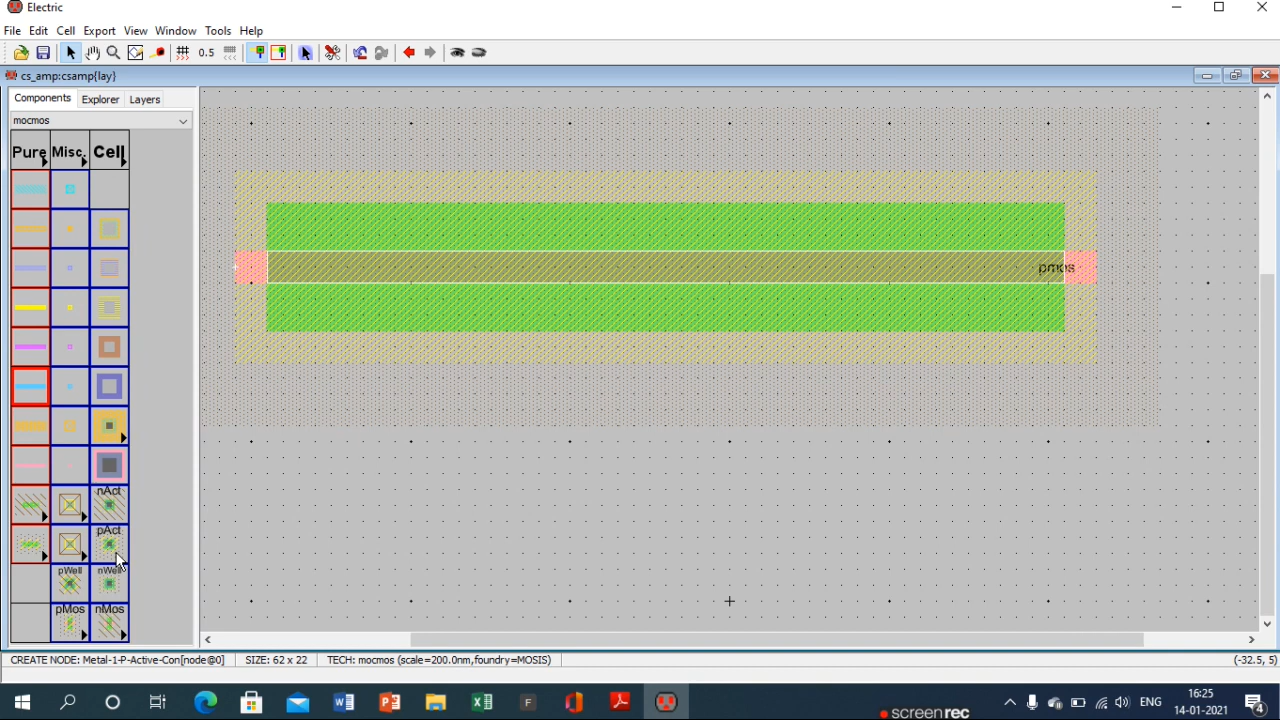 Electric
File Edit Cell Export View Window Tools Help
0.5
cs_amp:csamp{lay}
Components Explorer Layers
mocmos
Pure Misc. Cell
pmos
nAct
pAct
pWell nWell
pMos nMos
CREATE NODE: Metal-1-P-Active-Con[node@0] SIZE: 62 x 22 TECH: mocmos (scale=200.0nm,foundry=MOSIS) (-32.5, 5)
ENG 16:25
14-01-2021
4
screenrec